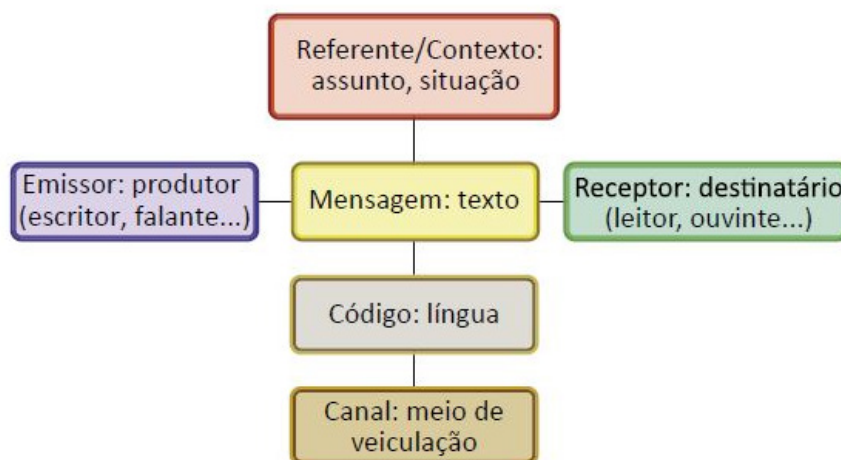 Referente/Contexto:
assunto, situação
Emissor: produtor
(escritor, falante...)
Mensagem: texto
Receptor: destinatário
(leitor, ouvinte...)
Código: língua
Canal: meio de
veiculação